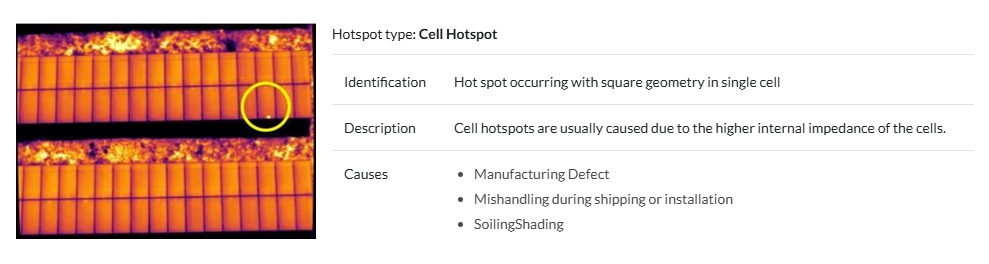 Hotspot type: Cell Hotspot
Identification Hot spot occurring with square geometry in single cell
Description Cell hotspots are usually caused due to the higher internal impedance of the cells.
Causes
• Manufacturing Defect
• Mishandling during shipping or installation
• SoilingShading